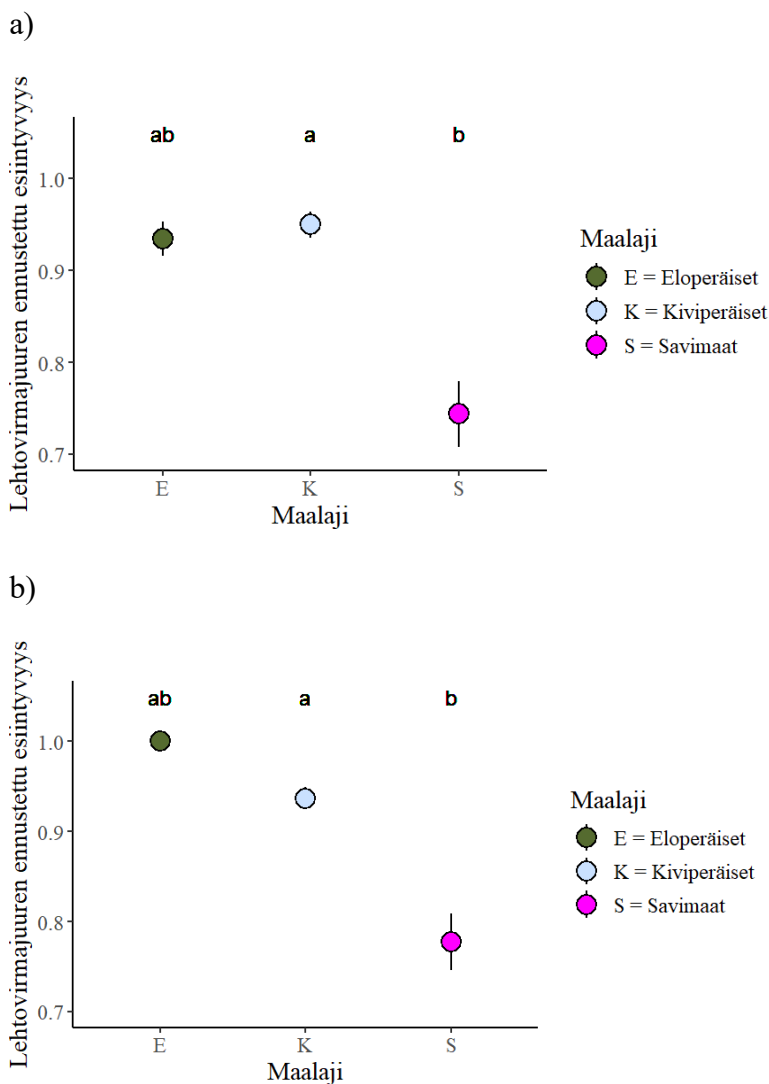 a)
Lehtovirmajuuren ennustettu esiintyvyys
ab a b
1.0
0.9
0.8
0.7
E K S
Maalaji
Maalaji
E = Eloperäiset
K = Kiviperäiset
S = Savimaat
b)
Lehtovirmajuuren ennustettu esiintyvyys
ab a b
1.0
0.9
0.8
0.7
E K S
Maalaji
Maalaji
E = Eloperäiset
K = Kiviperäiset
S = Savimaat